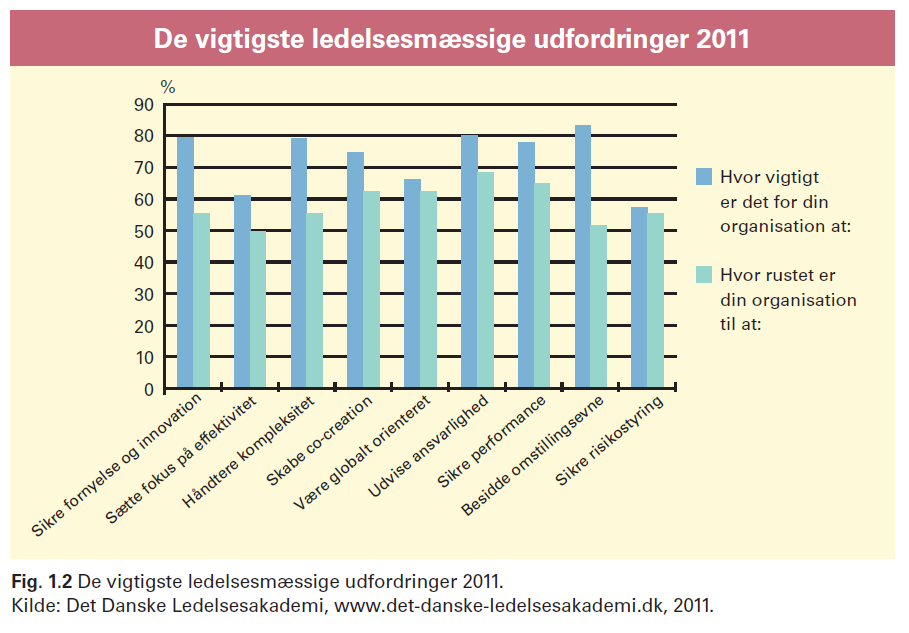 De vigtigste ledelsesmæssige udfordringer 2011
%
90
80
70
60
50
40
30
20
10
0
Sikre fornyelse og innovation
Sætte fokus på effektivitet
Håndtere kompleksitet
Skabe co-creation
Være globalt orienteret
Udvise ansvarlighed
Sikre performance
Besidde omstillingsevne
Sikre risikostyring
Hvor vigtigt
er det for din
organisation at:
Hvor rustet er
din organisation
til at:
Fig. 1.2 De vigtigste ledelsesmæssige udfordringer 2011.
Kilde: Det Danske Ledelsesakademi, www.det-danske-ledelsesakademi.dk, 2011.